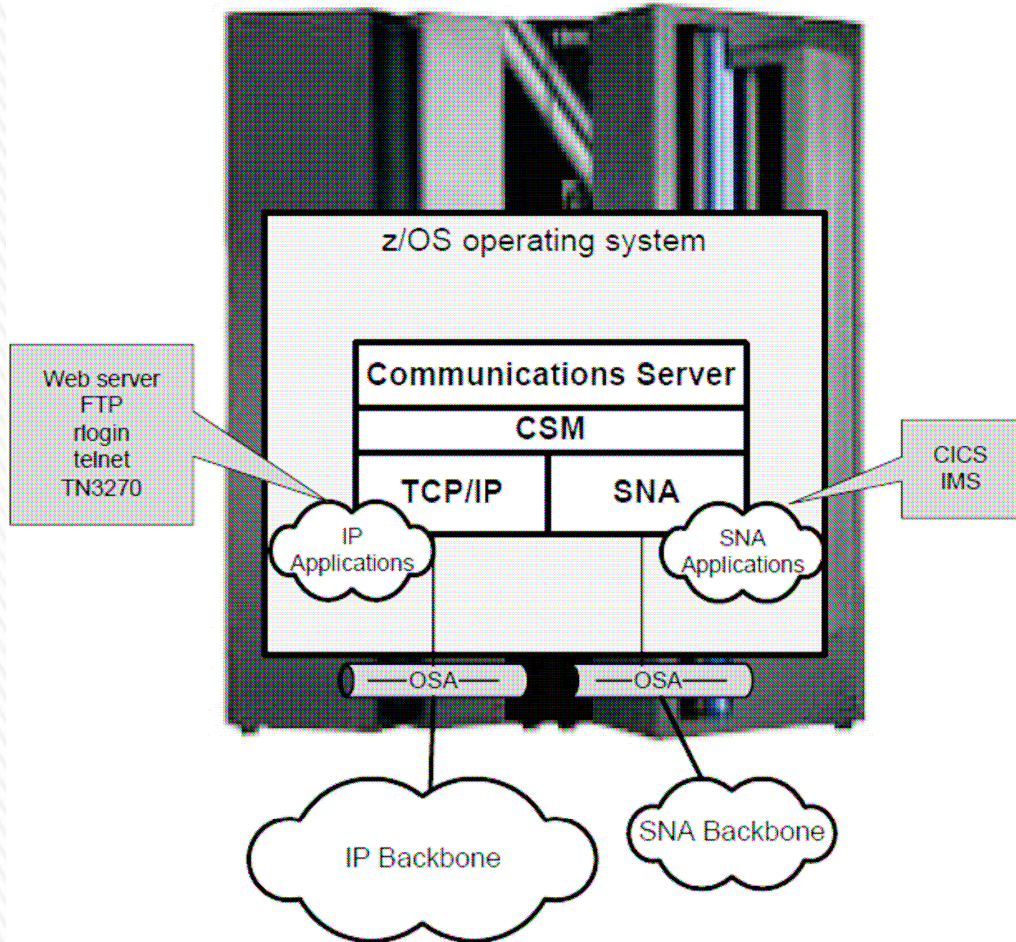 z/OS operating system
Communications Server
CSM
TCP/IP
SNA
Web server
FTP
rlogin
telnet
TN3270
CICS
IMS
IP
Applications
SNA
Applications
OSA
OSA
IP Backbone
SNA Backbone